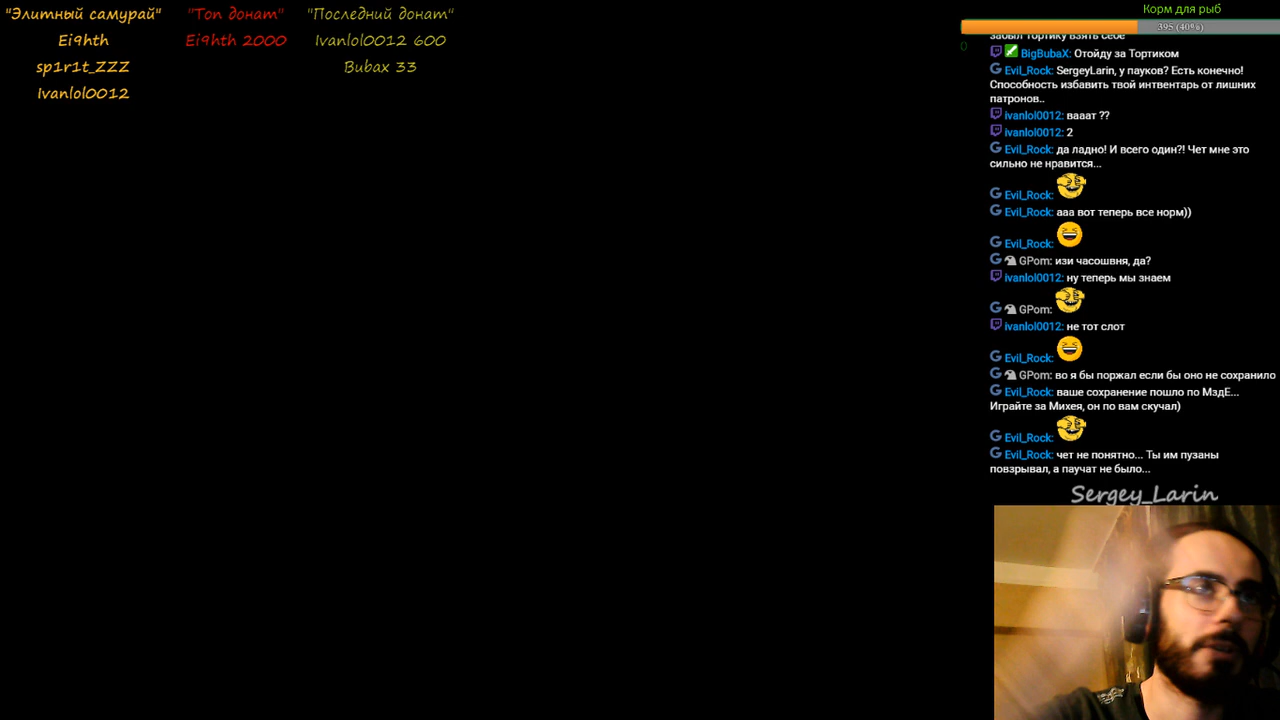 "Элитный самурай"
Ei9hth
sp1r1t_ZZZ
Ivanlol0012
"Топ донат"
Ei9hth 2000
"Последний донат"
Ivanlol0012 600
Bubax 33
Корм для рыб
395 (40%)
0
забыл Тортику взять себе
BigBubaX: Отойду за Тортиком
Evil_Rock: SergeyLarin, у пауков? Есть конечно!
Способность избавить твой интвентарь от лишних
патронов..
ivanlol0012: вааат ??
ivanlol0012: 2
Evil_Rock: да ладно! И всего один?! Чет мне это
сильно не нравится...
Evil_Rock:
Evil_Rock: ааа вот теперь все норм))
Evil_Rock:
GPom: изи часошвня, да?
ivanlol0012: ну теперь мы знаем
GPom:
ivanlol0012: не тот слот
Evil_Rock:
GPom: во я бы поржал если бы оно не сохранило
Evil_Rock: ваше сохранение пошло по МздЕ...
Играйте за Михея, он по вам скучал)
Evil_Rock:
Evil_Rock: чет не понятно... Ты им пузаны
повзрывал, а паучат не было...
Sergey_Larin